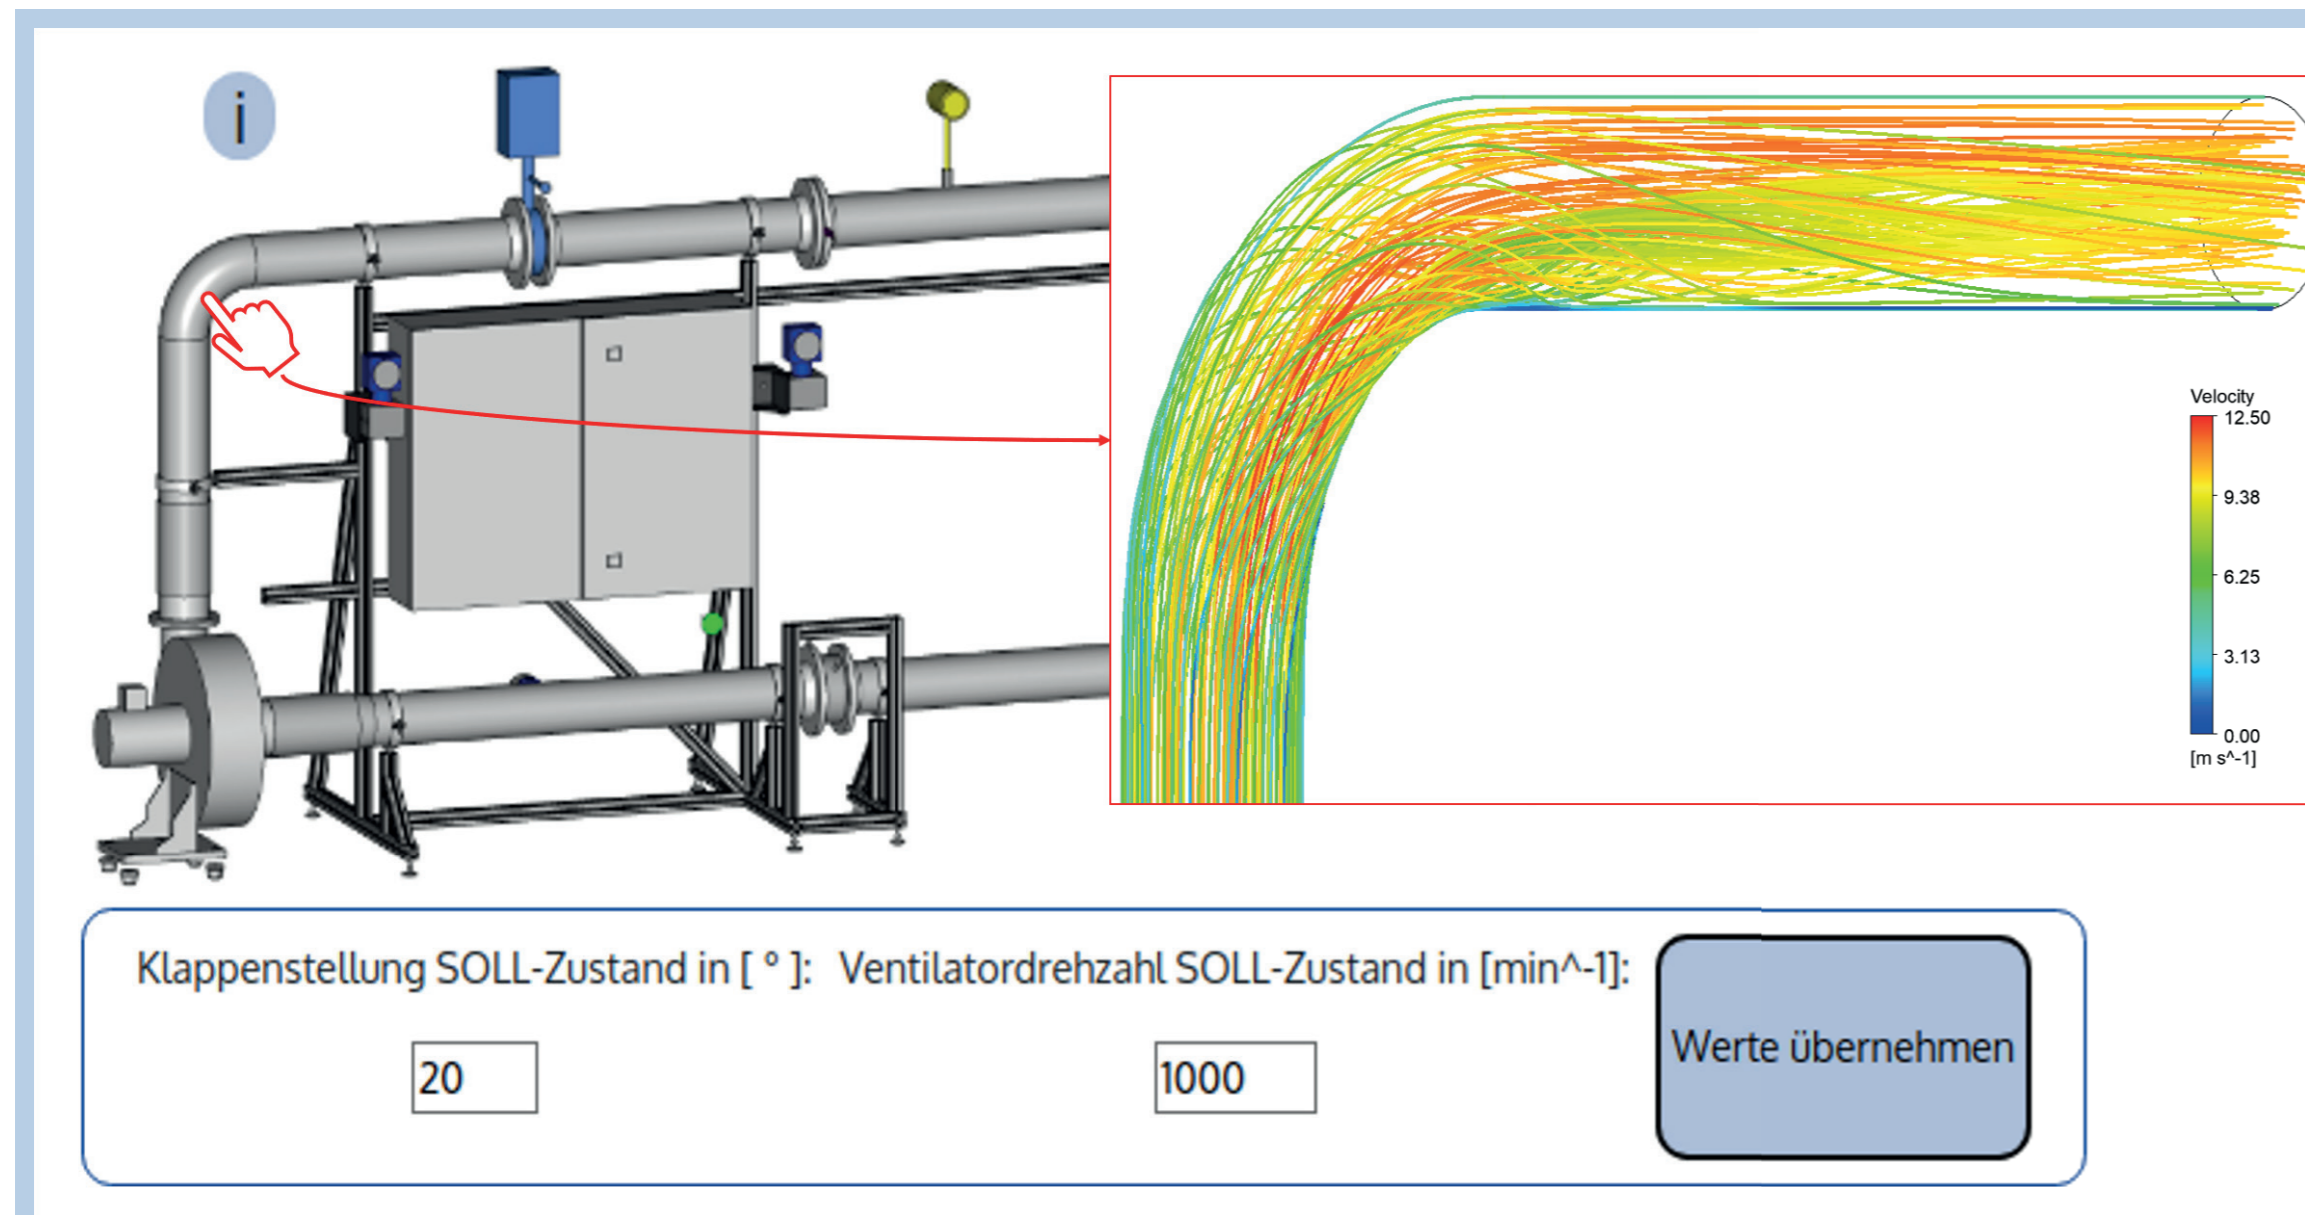 i
Velocity
12.50
9.38
6.25
3.13
0.00
[m s^-1]
Klappenstellung SOLL-Zustand in [ ° ]: Ventilatordrehzahl SOLL-Zustand in [min^-1]:
20
1000
Werte übernehmen